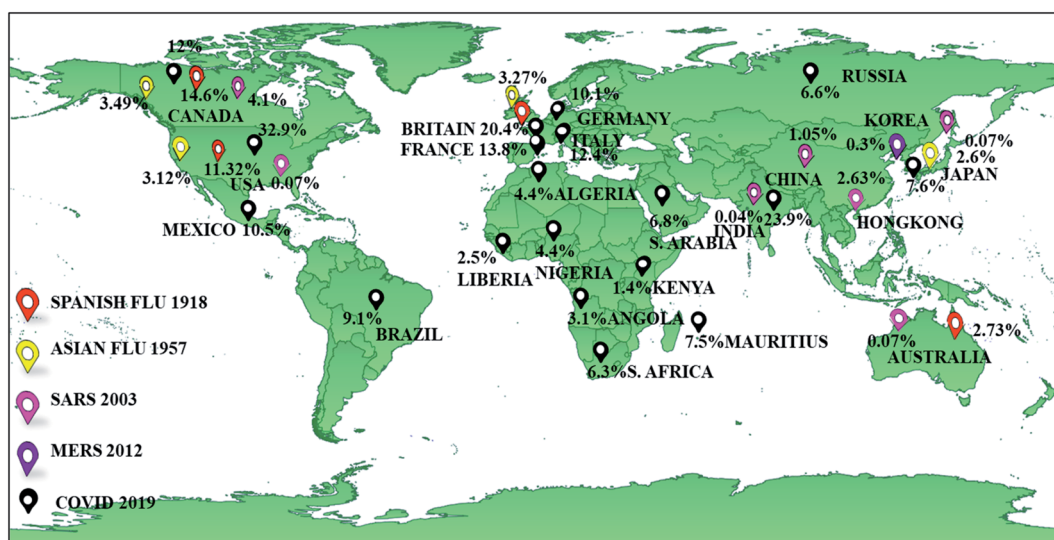 12%
3.49%
14.6%
4.1%
CANADA
32.9%
3.12%
11.32%
USA 0.07%
MEXICO 10.5%
9.1%
BRAZIL
3.27%
10.1%
GERMANY
BRITAIN 20.4%
ITALY
FRANCE 13.8%
12.4%
4.4% ALGERIA
6.8%
S. ARABIA
2.5%
LIBERIA
4.4%
NIGERIA
1.4% KENYA
3.1% ANGOLA
7.5% MAURITIUS
6.3% S. AFRICA
RUSSIA
6.6%
KOREA
1.05%
0.3%
0.07%
2.6%
JAPAN
7.6%
CHINA
2.63%
0.04%
23.9%
INDIA
HONGKONG
0.07%
2.73%
AUSTRALIA
SPANISH FLU 1918
ASIAN FLU 1957
SARS 2003
MERS 2012
COVID 2019